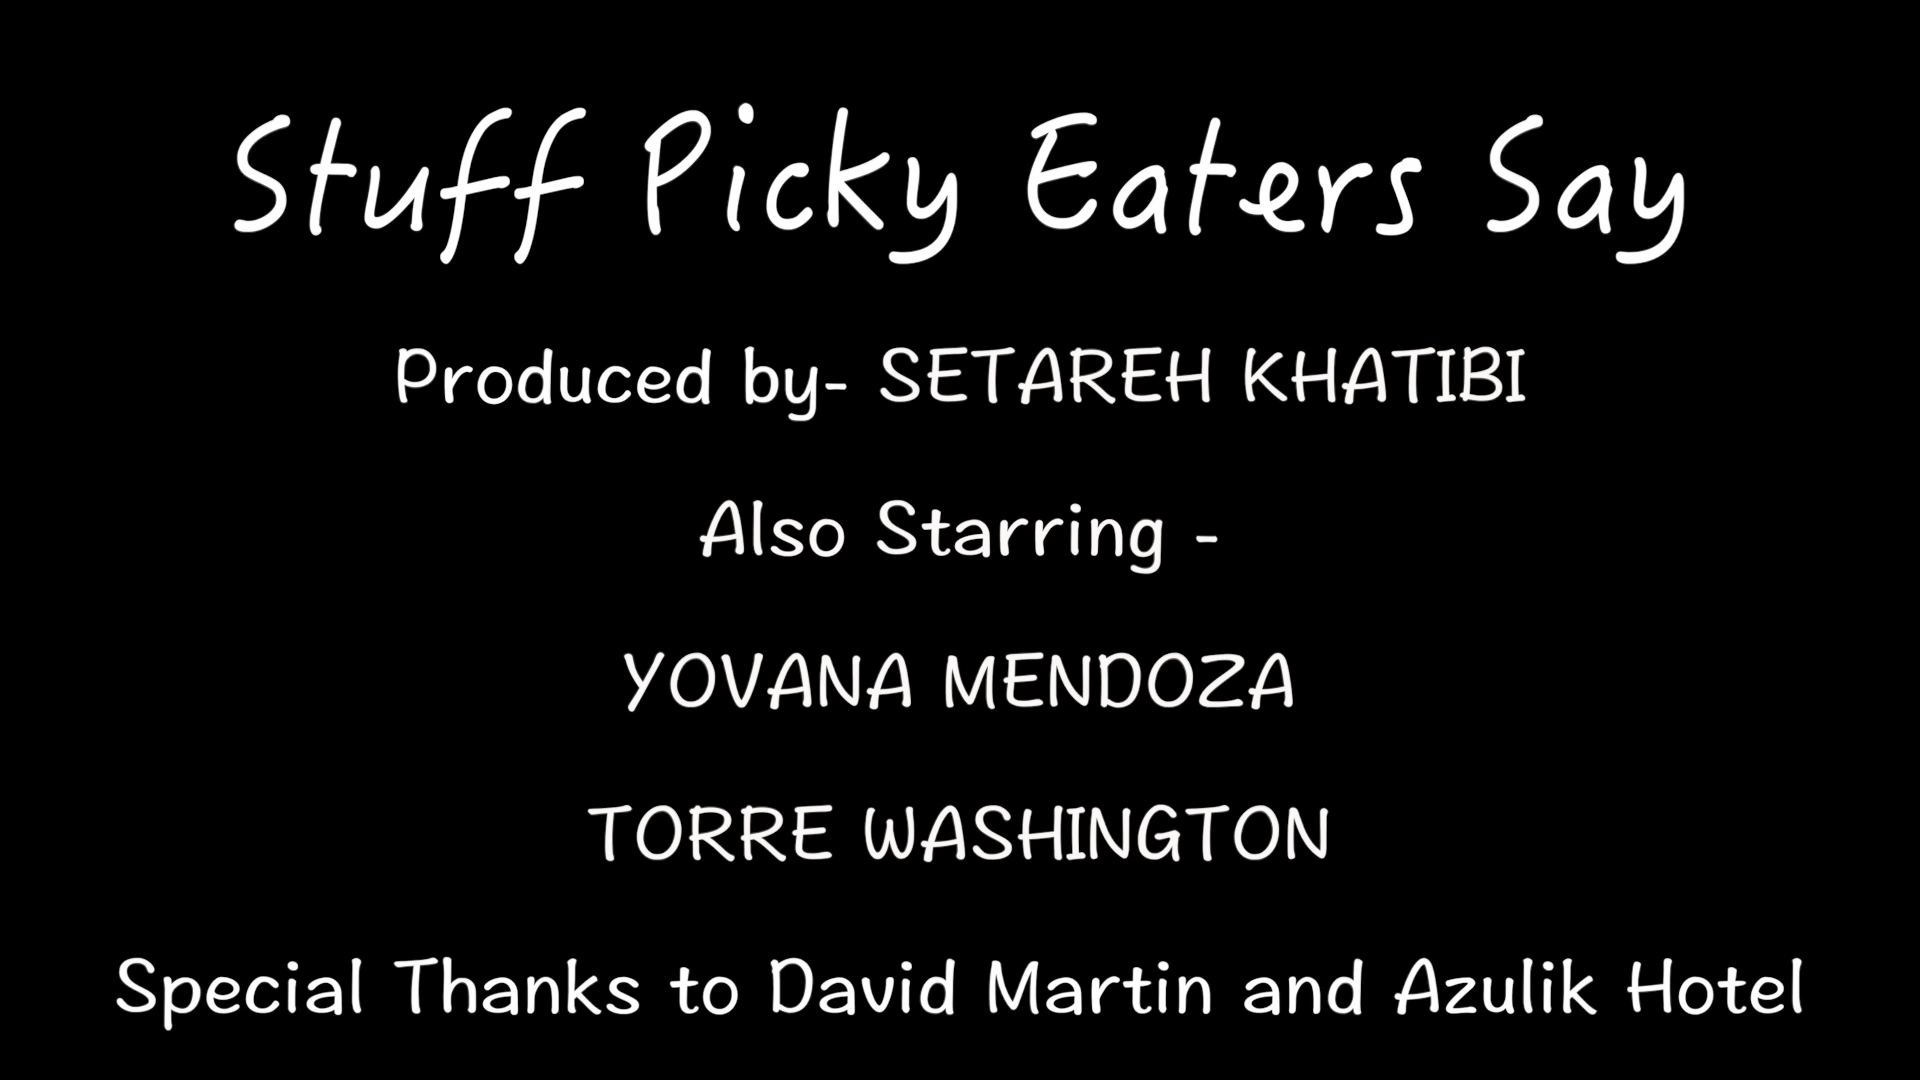 Stuff Picky Eaters Say
Produced by- SETAREH KHATIBI
Also Starring -
YOVANA MENDOZA
TORRE WASHINGTON
Special Thanks to David Martin and Azulik Hotel